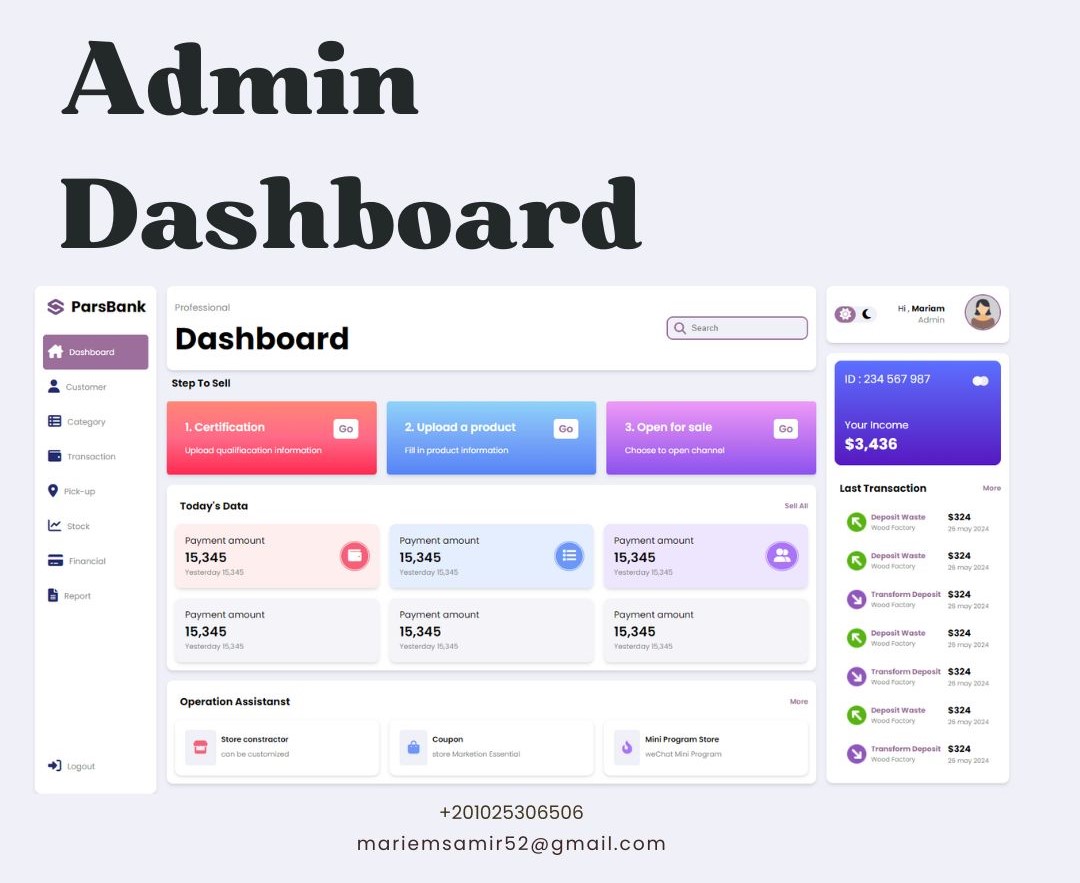 Admin
Dashboard
ParsBank
Dashboard
Customer
Category
Transaction
Pick-up
Stock
Financial
Report
Logout
Professional
Dashboard
Search
Step To Sell
1. Certification
Go
Upload qualifiacation information
2. Upload a product
Go
Fill in product information
3. Open for sale
Go
Choose to open channel
Today's Data
Sell All
Payment amount
15,345
Yesterday 15,345
Payment amount
15,345
Yesterday 15,345
Payment amount
15,345
Yesterday 15,345
Payment amount
15,345
Yesterday 15,345
Payment amount
15,345
Yesterday 15,345
Payment amount
15,345
Yesterday 15,345
Operation Assistanst
More
Store constractor
can be customized
Coupon
store Marketion Essential
Mini Program Store
weChat Mini Program
Hi , Mariam
Admin
ID : 234 567 987
Your Income
$3,436
Last Transaction
More
Deposit Waste $324
Wood Factory 26 may 2024
Deposit Waste $324
Wood Factory 26 may 2024
Transform Deposit $324
Wood Factory 26 may 2024
Deposit Waste $324
Wood Factory 26 may 2024
Transform Deposit $324
Wood Factory 26 may 2024
Deposit Waste $324
Wood Factory 26 may 2024
Transform Deposit $324
Wood Factory 26 may 2024
+201025306506
mariemsamir52@gmail.com